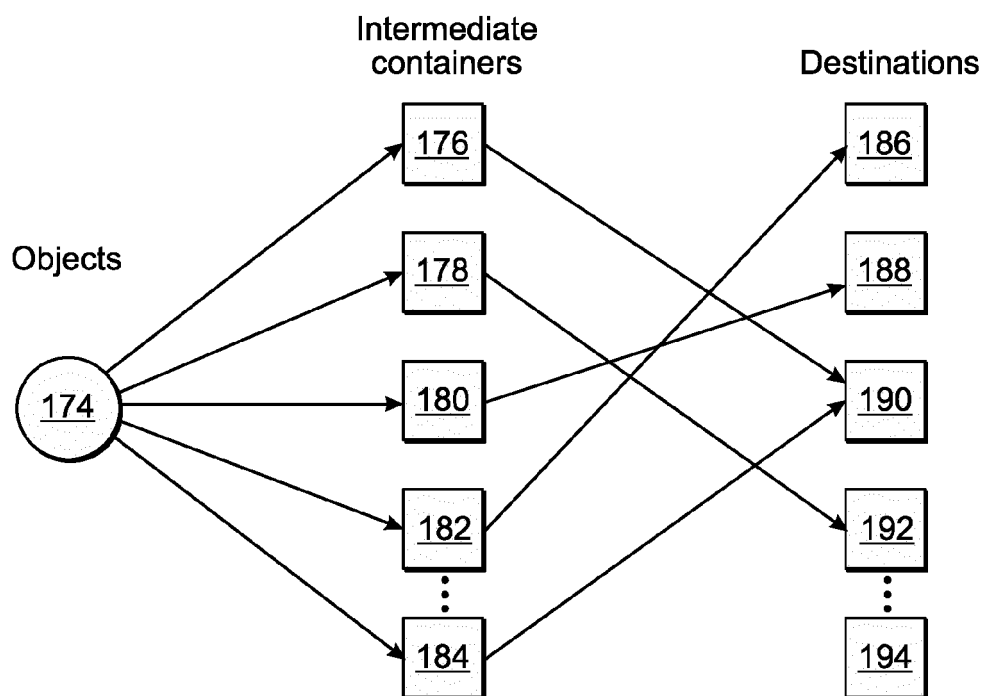 Intermediate
containers
Destinations
Objects
174
176
178
180
182
184
186
188
190
192
194